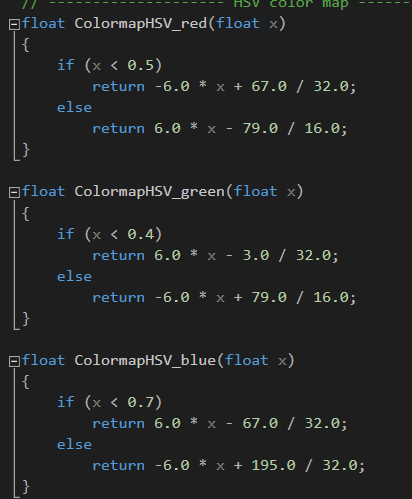 // -------------------- HSV color map ------
float ColormapHSV_red(float x)
{
    if (x < 0.5)
        return -6.0 * x + 67.0 / 32.0;
    else
        return 6.0 * x - 79.0 / 16.0;
}
float ColormapHSV_green(float x)
{
    if (x < 0.4)
        return 6.0 * x - 3.0 / 32.0;
    else
        return -6.0 * x + 79.0 / 16.0;
}
float ColormapHSV_blue(float x)
{
    if (x < 0.7)
        return 6.0 * x - 67.0 / 32.0;
    else
        return -6.0 * x + 195.0 / 32.0;
}